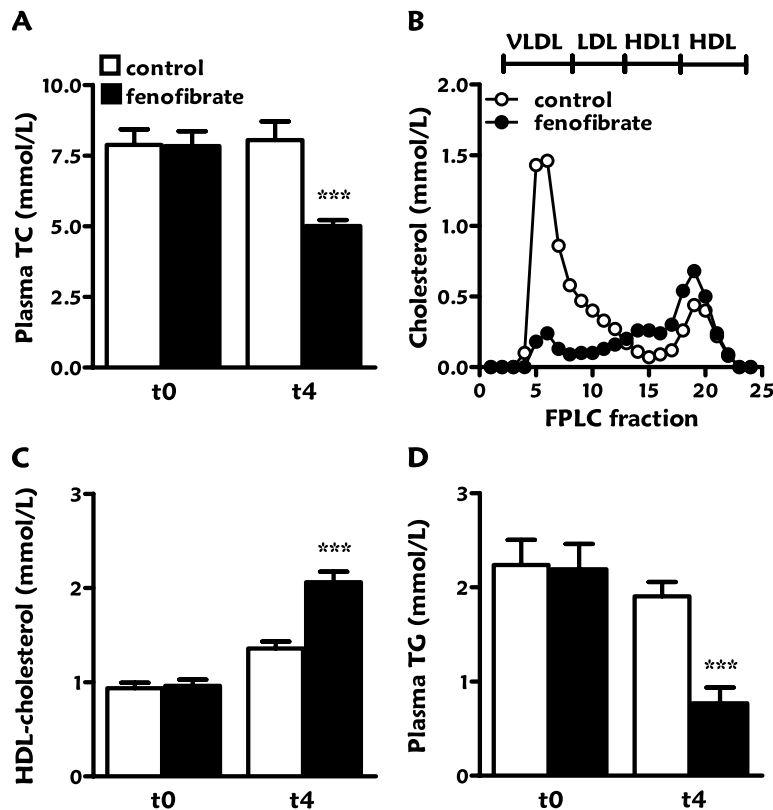 A
control
fenofibrate
Plasma TC (mmol/L)
10.0
7.5
5.0
2.5
0.0
***
t0
t4
B
VLDL LDL HDL1 HDL
control
fenofibrate
Cholesterol (mmol/L)
2.0
1.5
1.0
0.5
0.0
0 5 10 15 20 25
FPLC fraction
C
HDL-cholesterol (mmol/L)
3
2
1
0
***
t0
t4
D
Plasma TG (mmol/L)
3
2
1
0
***
t0
t4